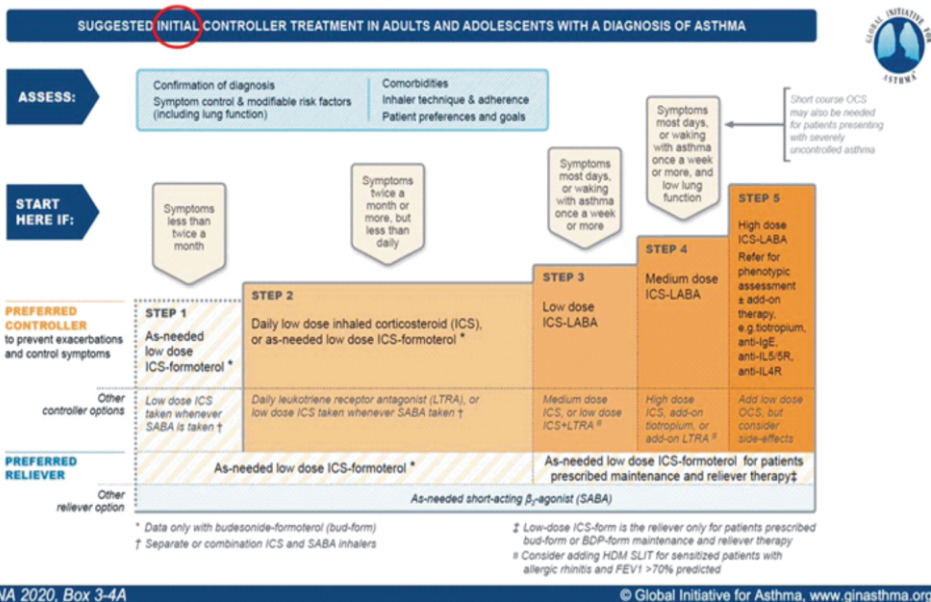 SUGGESTED INITIAL CONTROLLER TREATMENT IN ADULTS AND ADOLESCENTS WITH A DIAGNOSIS OF ASTHMA
GLOBAL INITIATIVE FOR
ASTHMA
ASSESS:
Confirmation of diagnosis
Symptom control & modifiable risk factors
(including lung function)
Comorbidities
Inhaler technique & adherence
Patient preferences and goals
Short course OCS
may also be needed
for patients presenting
with severely
uncontrolled asthma
START
HERE IF:
Symptoms
less than
twice a
month
Symptoms
twice a
month or
more, but
less than
daily
Symptoms
most days,
or waking
with asthma
once a week
or more
Symptoms
most days,
or waking
with asthma
once a week
or more, and
low lung
function
PREFERRED
CONTROLLER
to prevent exacerbations
and control symptoms
STEP 1
As-needed
low dose
ICS-formoterol *
STEP 2
Daily low dose inhaled corticosteroid (ICS),
or as-needed low dose ICS-formoterol *
STEP 3
Low dose
ICS-LABA
STEP 4
Medium dose
ICS-LABA
STEP 5
High dose
ICS-LABA
Refer for
phenotypic
assessment
± add-on
therapy,
e.g.tiotropium,
anti-IgE,
anti-IL5/5R,
anti-IL4R
Other
controller options
Low dose ICS
taken whenever
SABA is taken †
Daily leukotriene receptor antagonist (LTRA), or
low dose ICS taken whenever SABA taken †
Medium dose
ICS, or low dose
ICS+LTRA #
High dose
ICS, add-on
tiotropium, or
add-on LTRA #
Add low dose
OCS, but
consider
side-effects
PREFERRED
RELIEVER
As-needed low dose ICS-formoterol *
As-needed low dose ICS-formoterol for patients
prescribed maintenance and reliever therapy‡
Other
reliever option
As-needed short-acting β₂-agonist (SABA)
* Data only with budesonide-formoterol (bud-form)
† Separate or combination ICS and SABA inhalers
‡ Low-dose ICS-form is the reliever only for patients prescribed
bud-form or BDP-form maintenance and reliever therapy
# Consider adding HDM SLIT for sensitized patients with
allergic rhinitis and FEV1 >70% predicted
NA 2020, Box 3-4A
© Global Initiative for Asthma, www.ginasthma.org